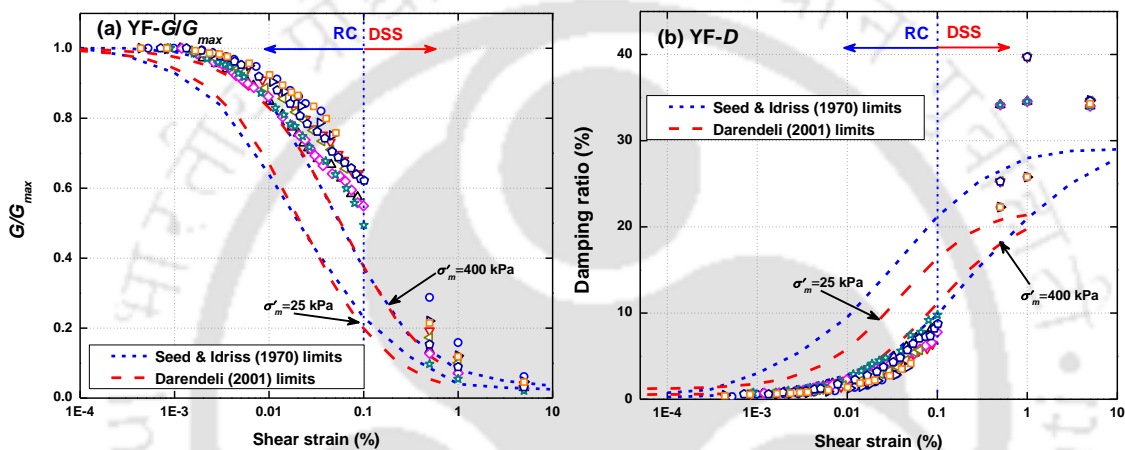 (a) YF-G/Gmax
RC DSS
1.0
0.8
0.6
0.4
0.2
0.0
G/Gmax
σ'm=400 kPa
σ'm=25 kPa
Seed & Idriss (1970) limits
Darendeli (2001) limits
1E-4 1E-3 0.01 0.1 1 10
Shear strain (%)
(b) YF-D
RC DSS
40
30
20
10
0
Damping ratio (%)
Seed & Idriss (1970) limits
Darendeli (2001) limits
σ'm=25 kPa
σ'm=400 kPa
1E-4 1E-3 0.01 0.1 1 10
Shear strain (%)